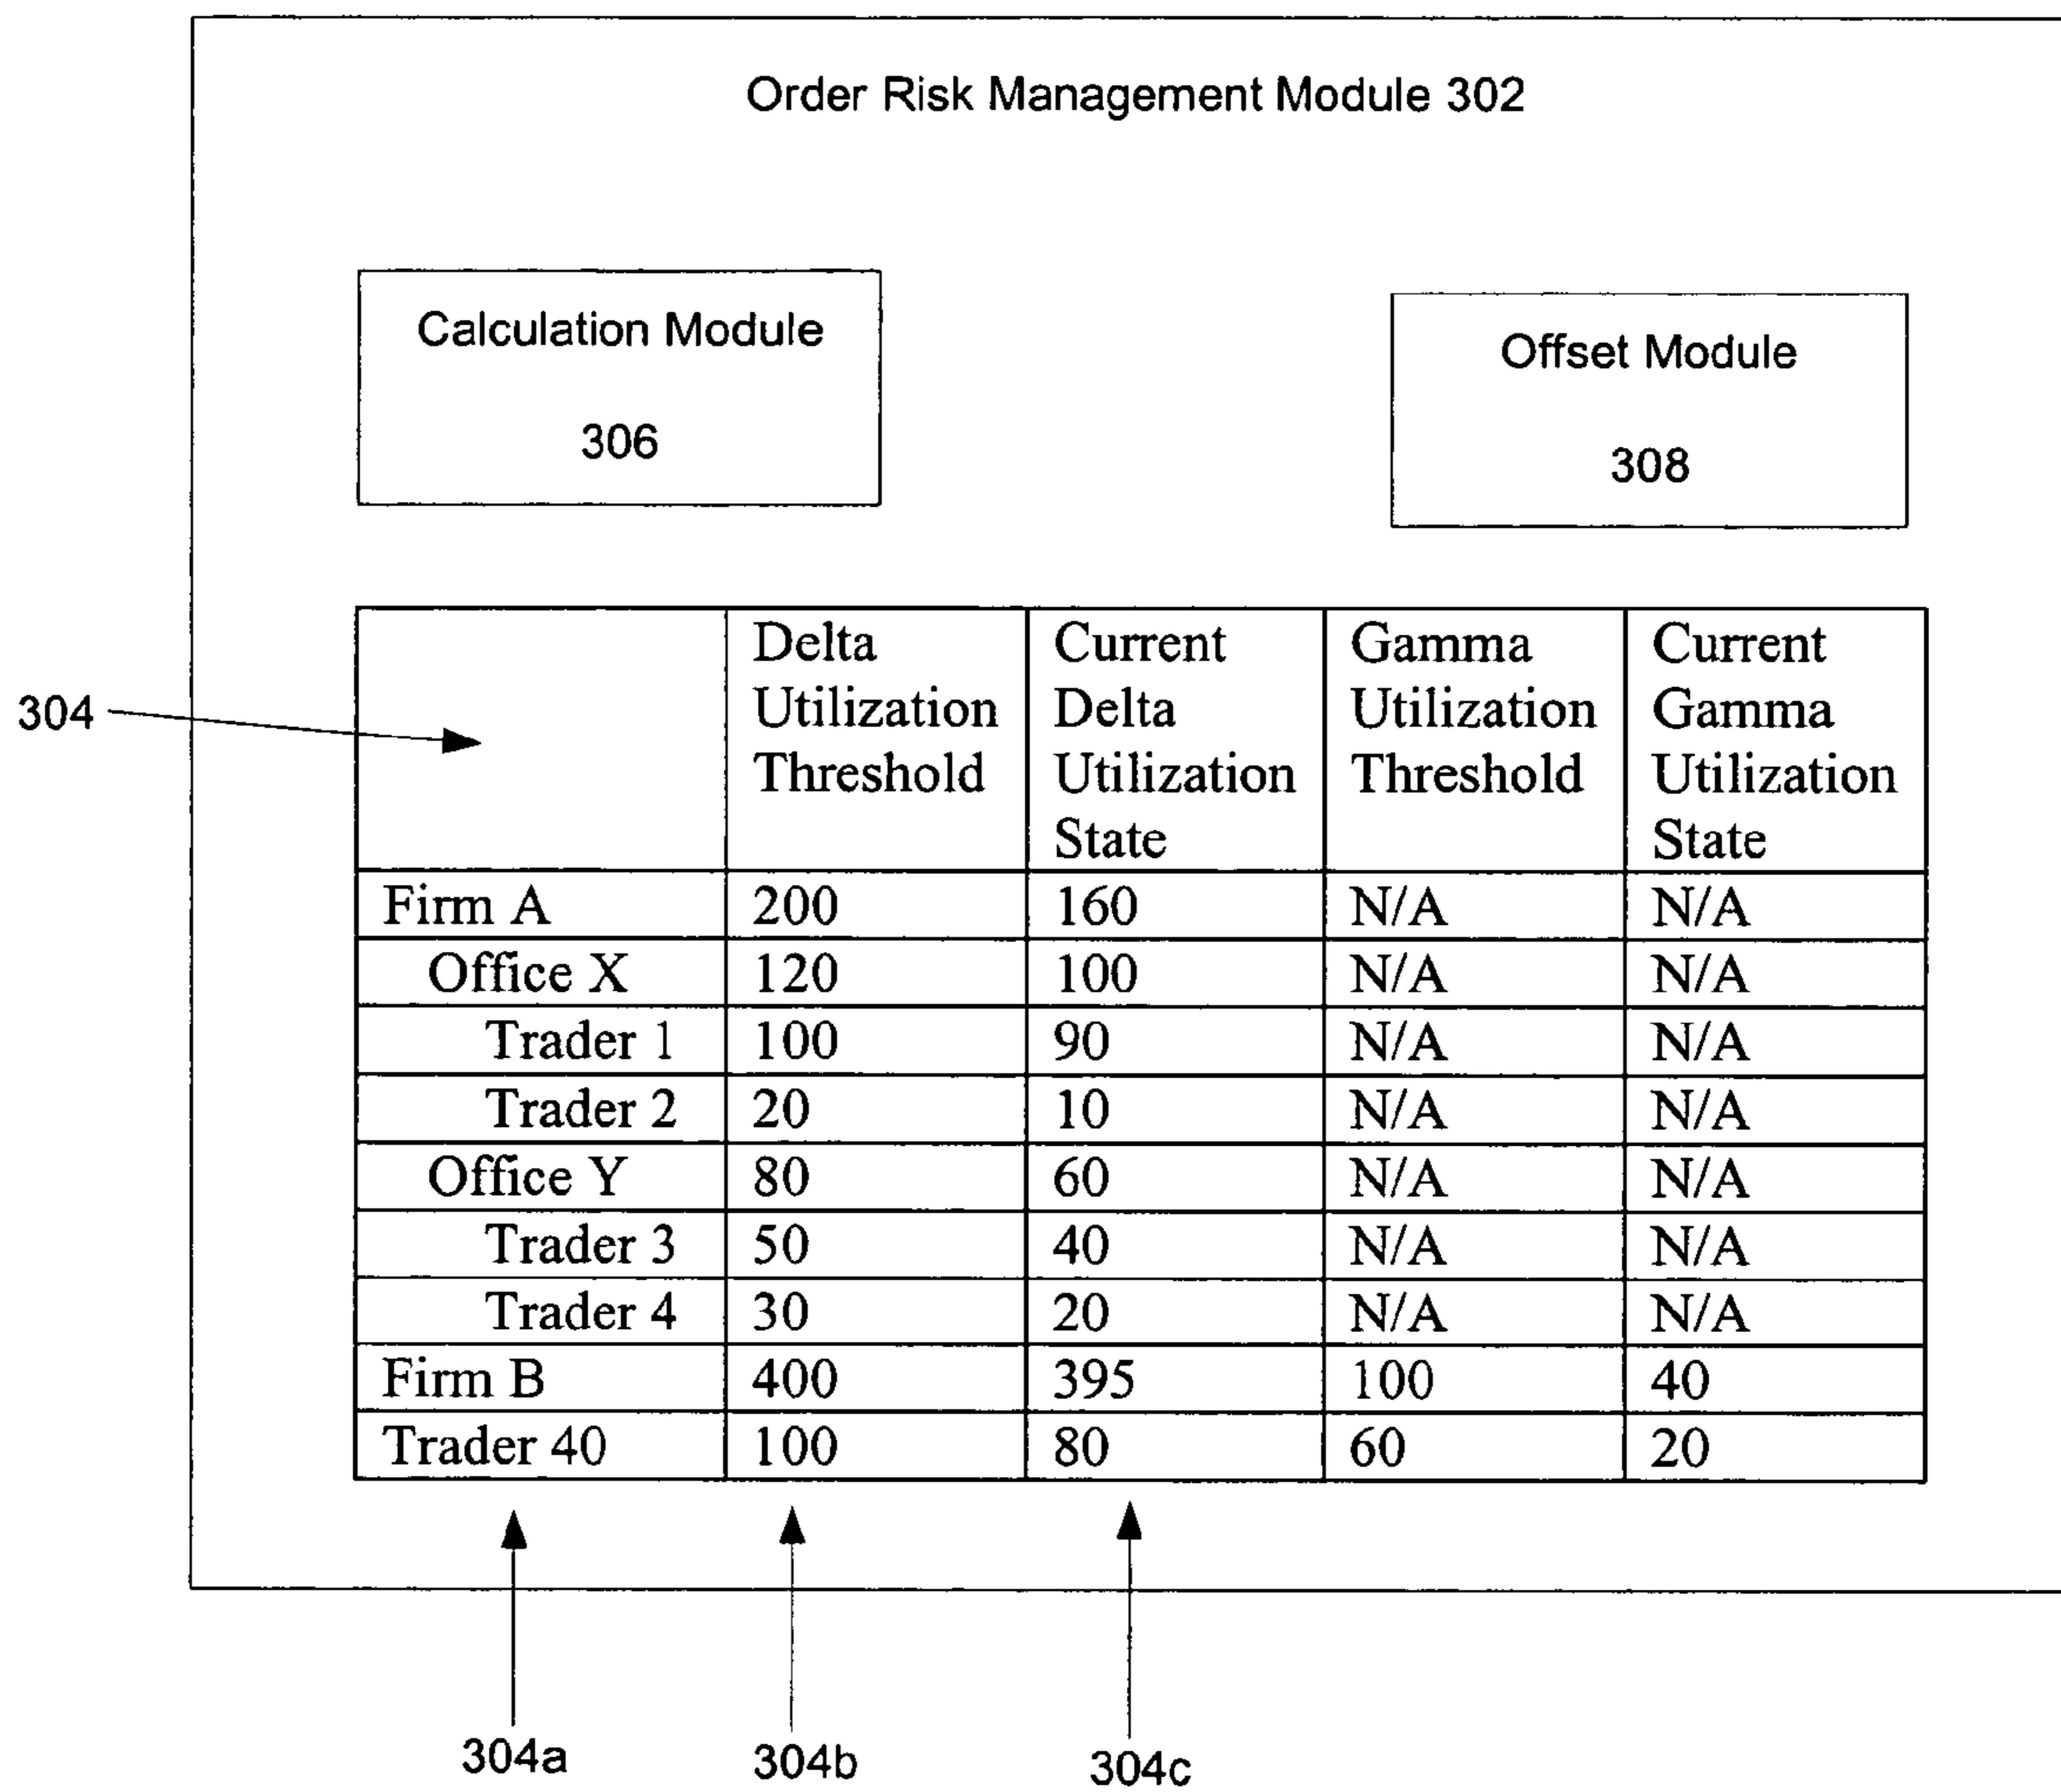 Order Risk Management Module 302
Calculation Module
306
Offset Module
308
304
Delta Utilization Threshold
Current Delta Utilization State
Gamma Utilization Threshold
Current Gamma Utilization State
Firm A 200 160 N/A N/A
Office X 120 100 N/A N/A
Trader 1 100 90 N/A N/A
Trader 2 20 10 N/A N/A
Office Y 80 60 N/A N/A
Trader 3 50 40 N/A N/A
Trader 4 30 20 N/A N/A
Firm B 400 395 100 40
Trader 40 100 80 60 20
304a 304b 304c